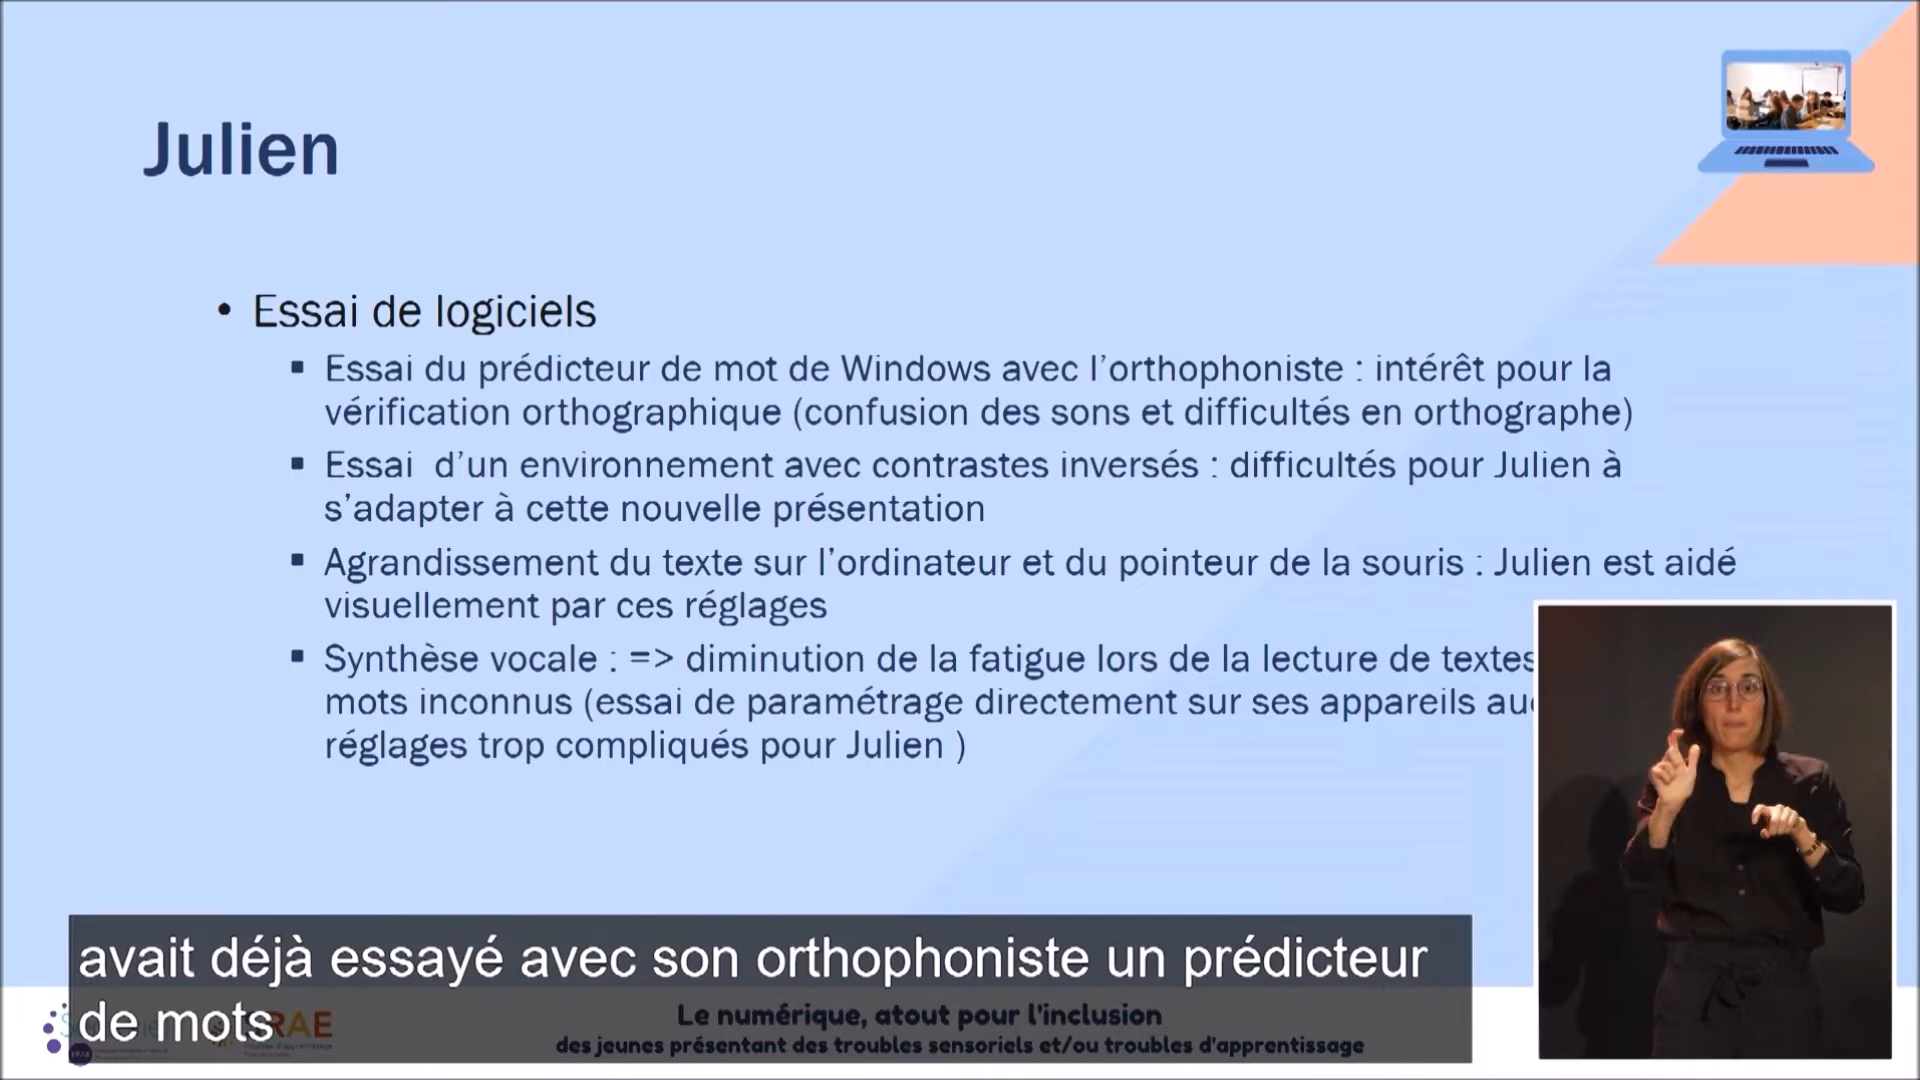 Julien
• Essai de logiciels
▪ Essai du prédicteur de mot de Windows avec l'orthophoniste : intérêt pour la
vérification orthographique (confusion des sons et difficultés en orthographe)
▪ Essai d'un environnement avec contrastes inversés : difficultés pour Julien à
s'adapter à cette nouvelle présentation
▪ Agrandissement du texte sur l'ordinateur et du pointeur de la souris : Julien est aidé
visuellement par ces réglages
▪ Synthèse vocale : => diminution de la fatigue lors de la lecture de textes
mots inconnus (essai de paramétrage directement sur ses appareils
réglages trop compliqués pour Julien )
avait déjà essayé avec son orthophoniste un prédicteur
de mots
Le numérique, atout pour l'inclusion
des jeunes présentant des troubles sensoriels et/ou troubles d'apprentissage